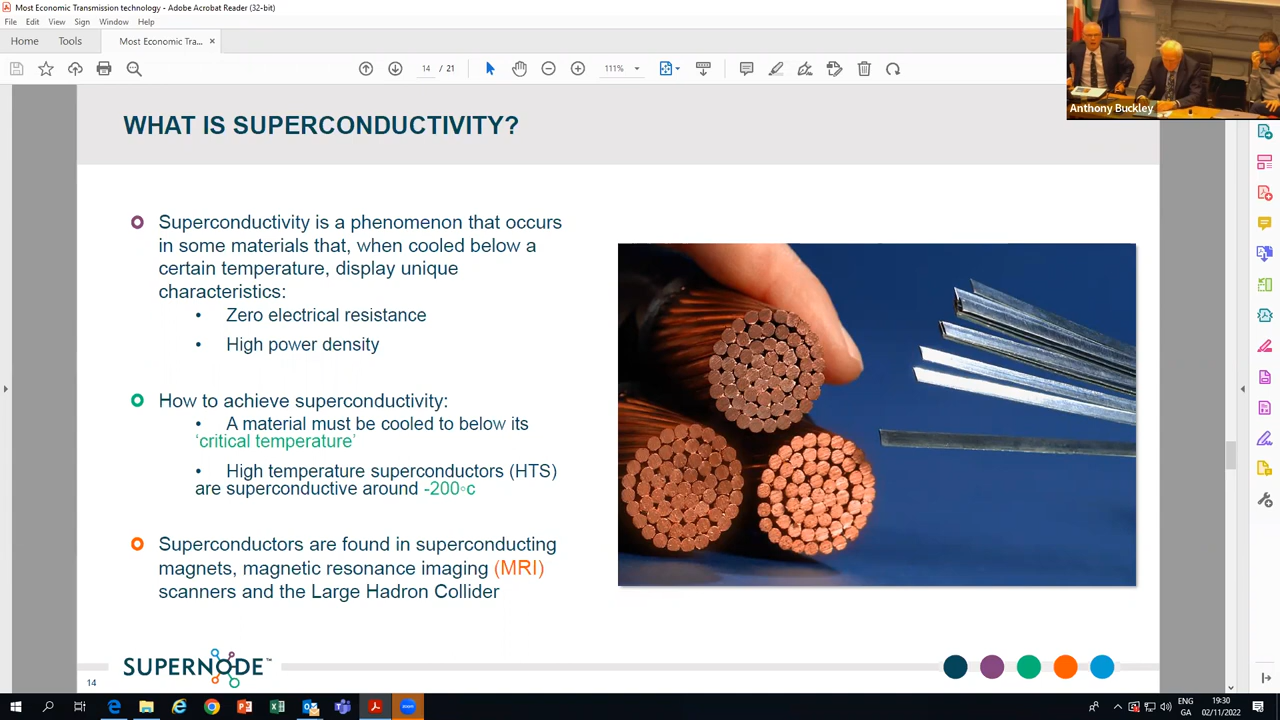 Most Economic Transmission technology - Adobe Acrobat Reader (32-bit)
File Edit View Sign Window Help
Home Tools Most Economic Tra... ×
14 / 21 111%
Anthony Buckley
WHAT IS SUPERCONDUCTIVITY?
Superconductivity is a phenomenon that occurs
in some materials that, when cooled below a
certain temperature, display unique
characteristics:
• Zero electrical resistance
• High power density
How to achieve superconductivity:
• A material must be cooled to below its
‘critical temperature’
• High temperature superconductors (HTS)
are superconductive around -200◦c
Superconductors are found in superconducting
magnets, magnetic resonance imaging (MRI)
scanners and the Large Hadron Collider
SUPERNODE™
14
ENG
GA
19:30
02/11/2022